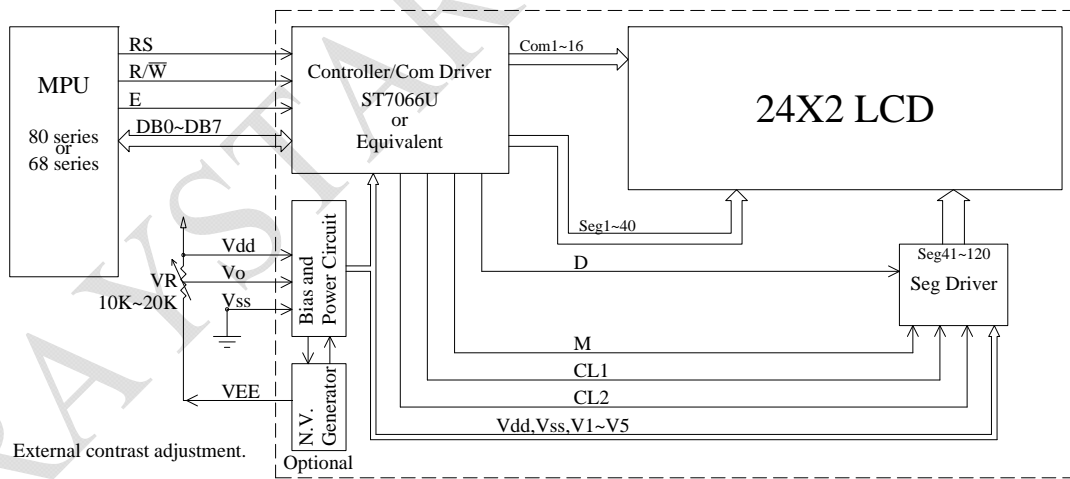 MPU
80 series
or
68 series
RS
R/W̅
E
DB0~DB7
Controller/Com Driver
ST7066U
or
Equivalent
Com1~16
24X2 LCD
Seg1~40
Seg41~120
Seg Driver
D
M
CL1
CL2
Vdd,Vss,V1~V5
Vdd
Vo
Vss
VR
10K~20K
VEE
Bias and
Power Circuit
N.V.
Generator
Optional
External contrast adjustment.
RAYSTAR